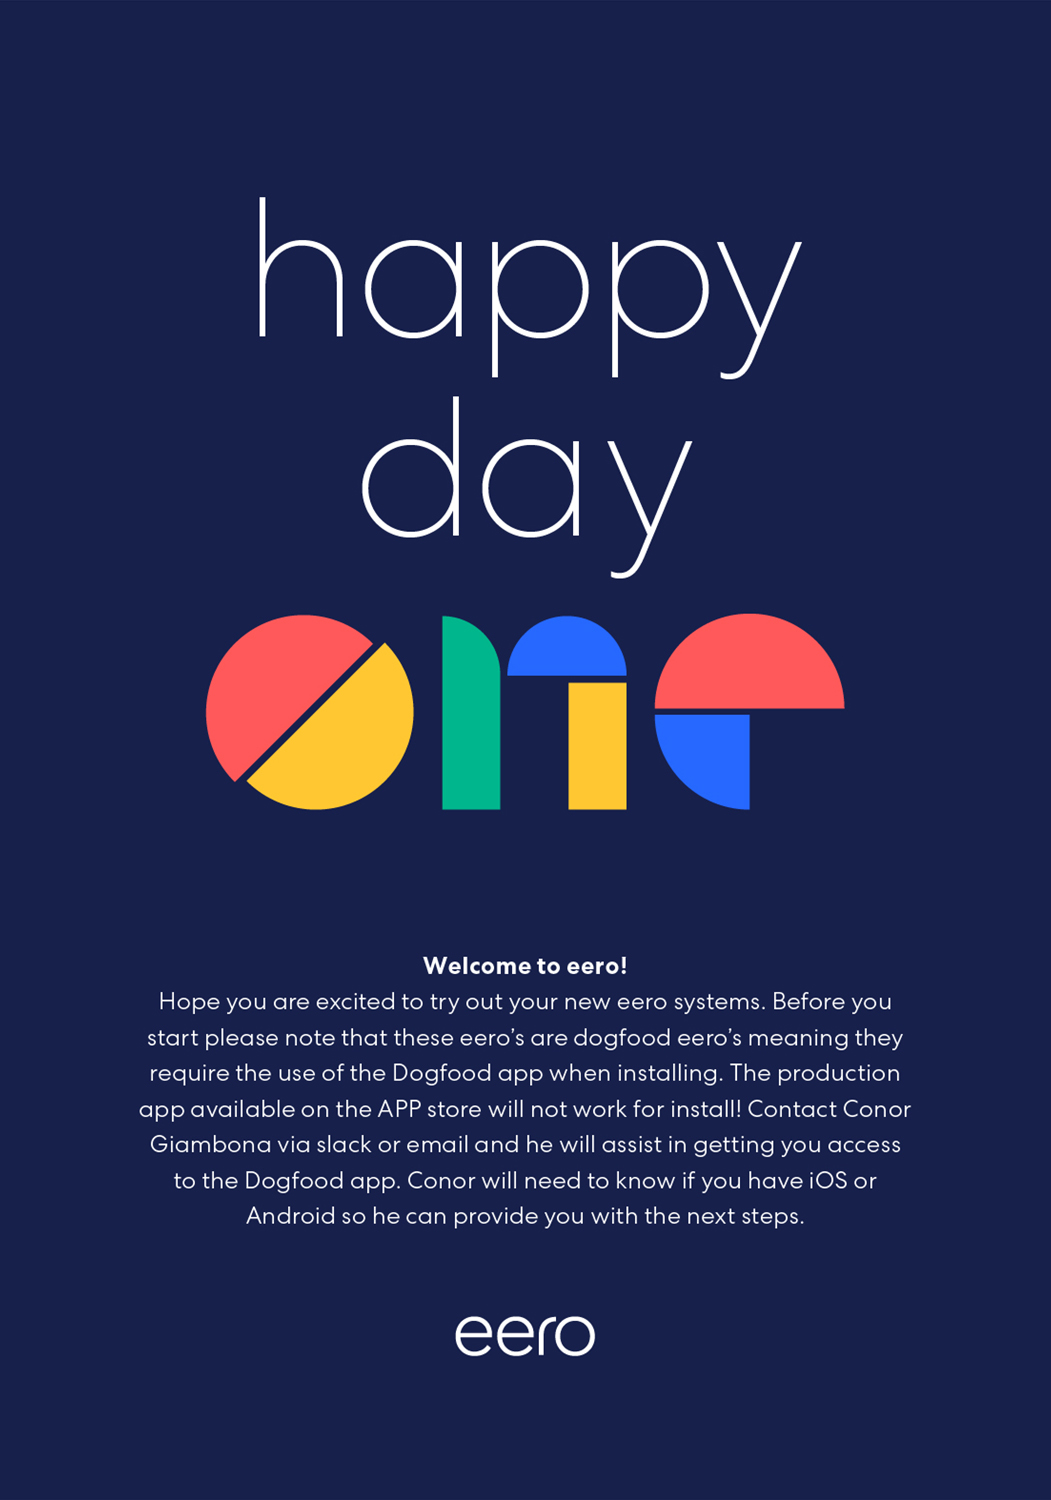 happy
day
one
Welcome to eero!
Hope you are excited to try out your new eero systems. Before you
start please note that these eero’s are dogfood eero’s meaning they
require the use of the Dogfood app when installing. The production
app available on the APP store will not work for install! Contact Conor
Giambona via slack or email and he will assist in getting you access
to the Dogfood app. Conor will need to know if you have iOS or
Android so he can provide you with the next steps.
eero